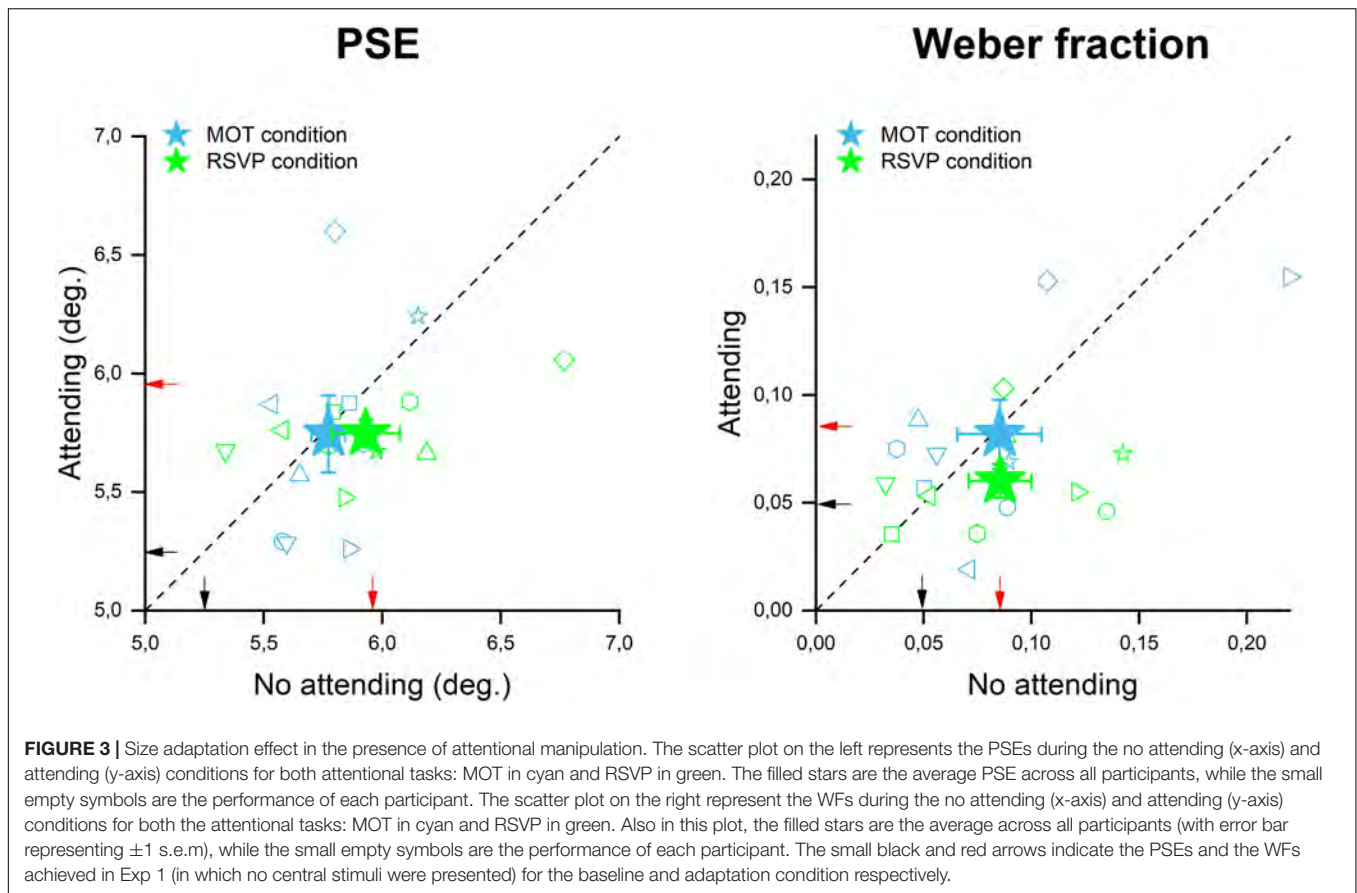 PSE
Weber fraction
MOT condition
RSVP condition
7,0
6,5
6,0
5,5
5,0
Attending (deg.)
5,0
5,5
6,0
6,5
7,0
No attending (deg.)
MOT condition
RSVP condition
0,20
0,15
0,10
0,05
0,00
Attending
0,00
0,05
0,10
0,15
0,20
No attending
FIGURE 3 | Size adaptation effect in the presence of attentional manipulation. The scatter plot on the left represents the PSEs during the no attending (x-axis) and
attending (y-axis) conditions for both attentional tasks: MOT in cyan and RSVP in green. The filled stars are the average PSE across all participants, while the small
empty symbols are the performance of each participant. The scatter plot on the right represent the WFs during the no attending (x-axis) and attending (y-axis)
conditions for both the attentional tasks: MOT in cyan and RSVP in green. Also in this plot, the filled stars are the average across all participants (with error bar
representing ±1 s.e.m), while the small empty symbols are the performance of each participant. The small black and red arrows indicate the PSEs and the WFs
achieved in Exp 1 (in which no central stimuli were presented) for the baseline and adaptation condition respectively.